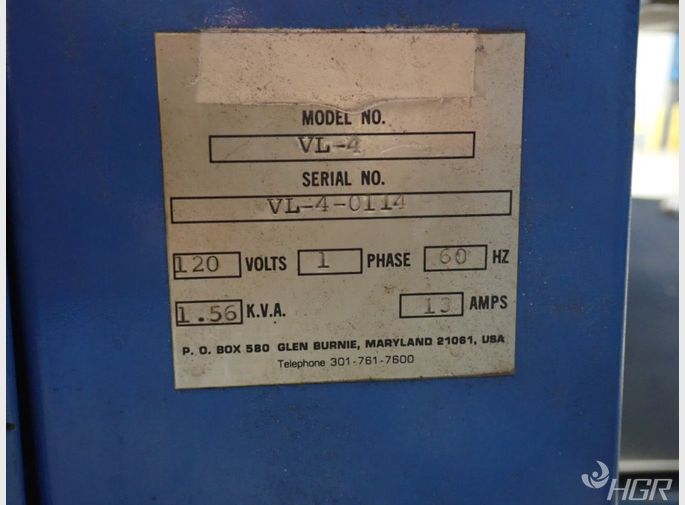 MODEL NO.
VL-4
SERIAL NO.
VL-4-0114
120 VOLTS 1 PHASE 60 HZ
1.56 K.V.A. 13 AMPS
P. O. BOX 580 GLEN BURNIE, MARYLAND 21061, USA
Telephone 301-761-7600
HGR